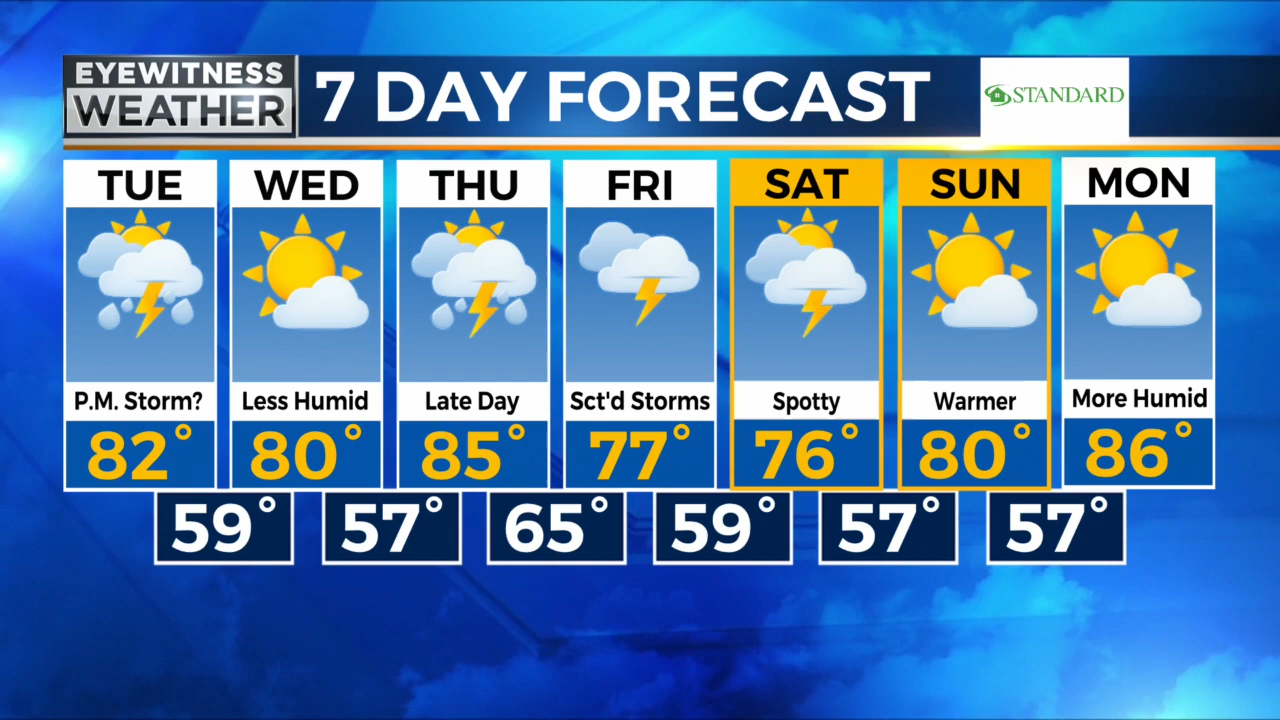 EYEWITNESS
WEATHER
7 DAY FORECAST
STANDARD
TUE WED THU FRI SAT SUN MON
P.M. Storm? Less Humid Late Day Sct'd Storms Spotty Warmer More Humid
82° 80° 85° 77° 76° 80° 86°
59° 57° 65° 59° 57° 57°